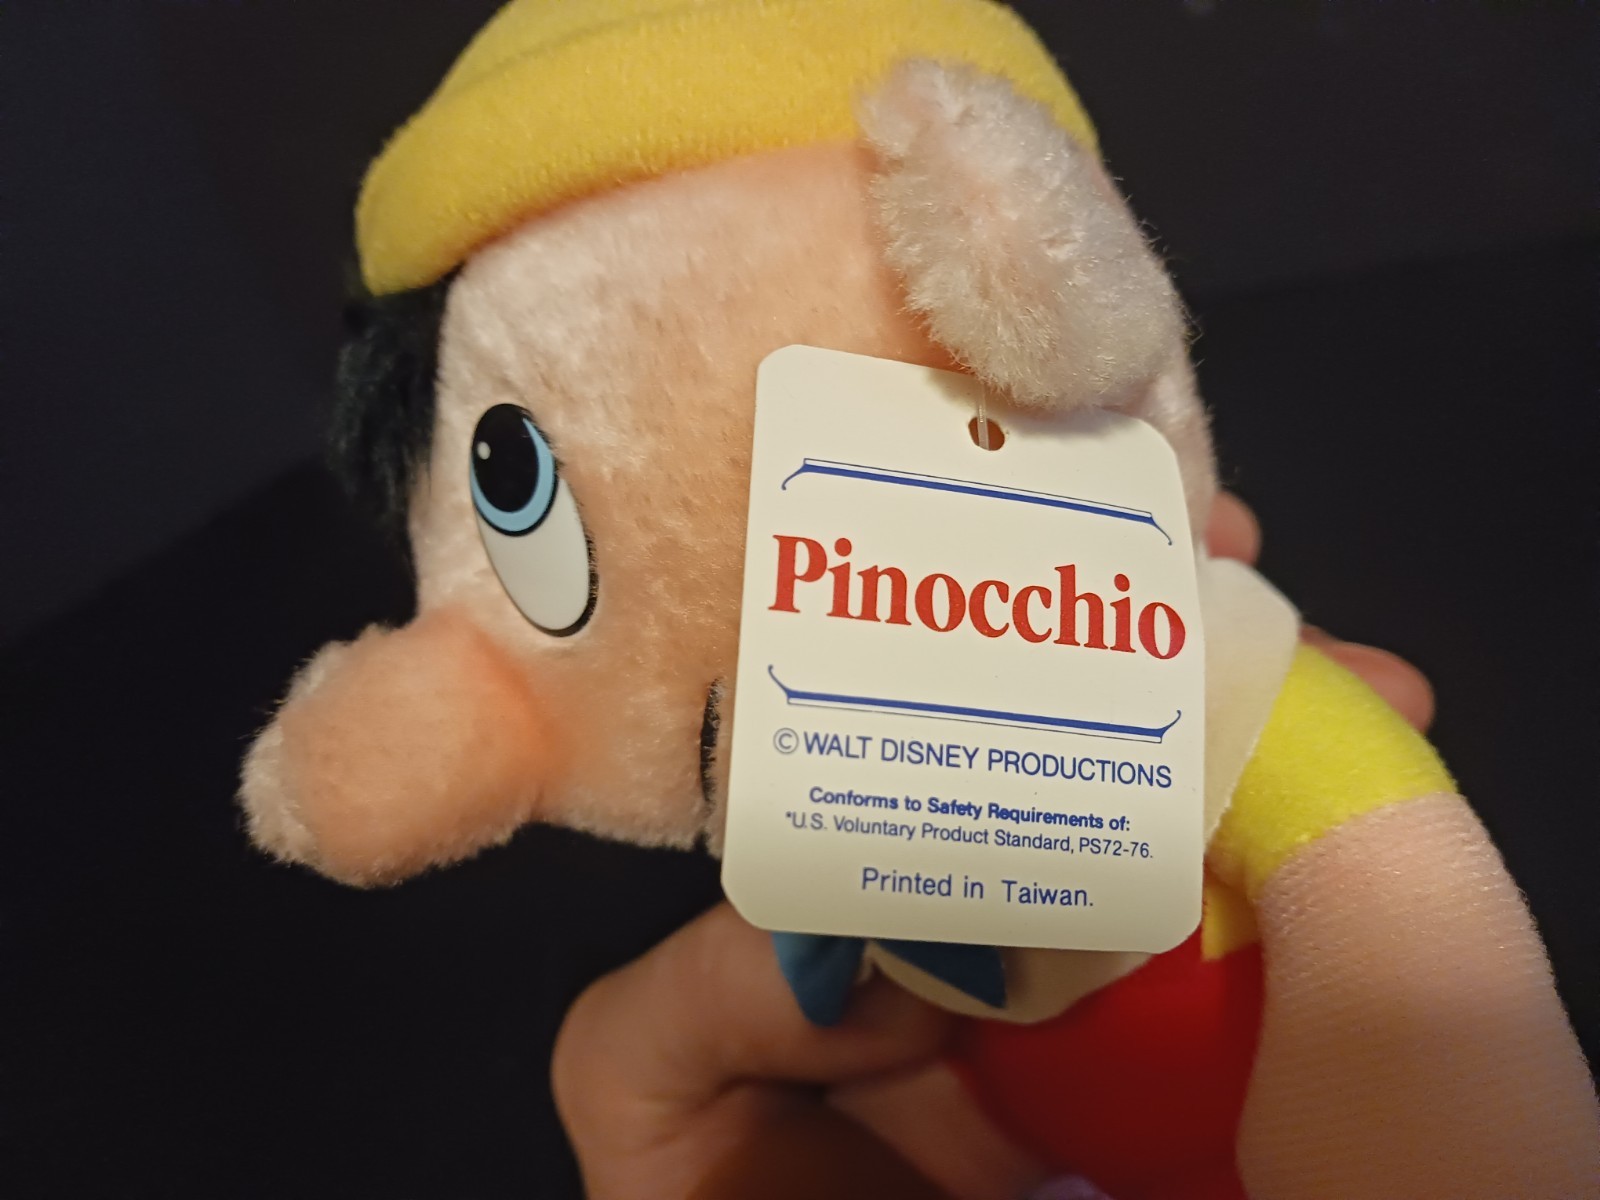 Pinocchio
© WALT DISNEY PRODUCTIONS
Conforms to Safety Requirements of:
*U.S. Voluntary Product Standard, PS72-76.
Printed in Taiwan.